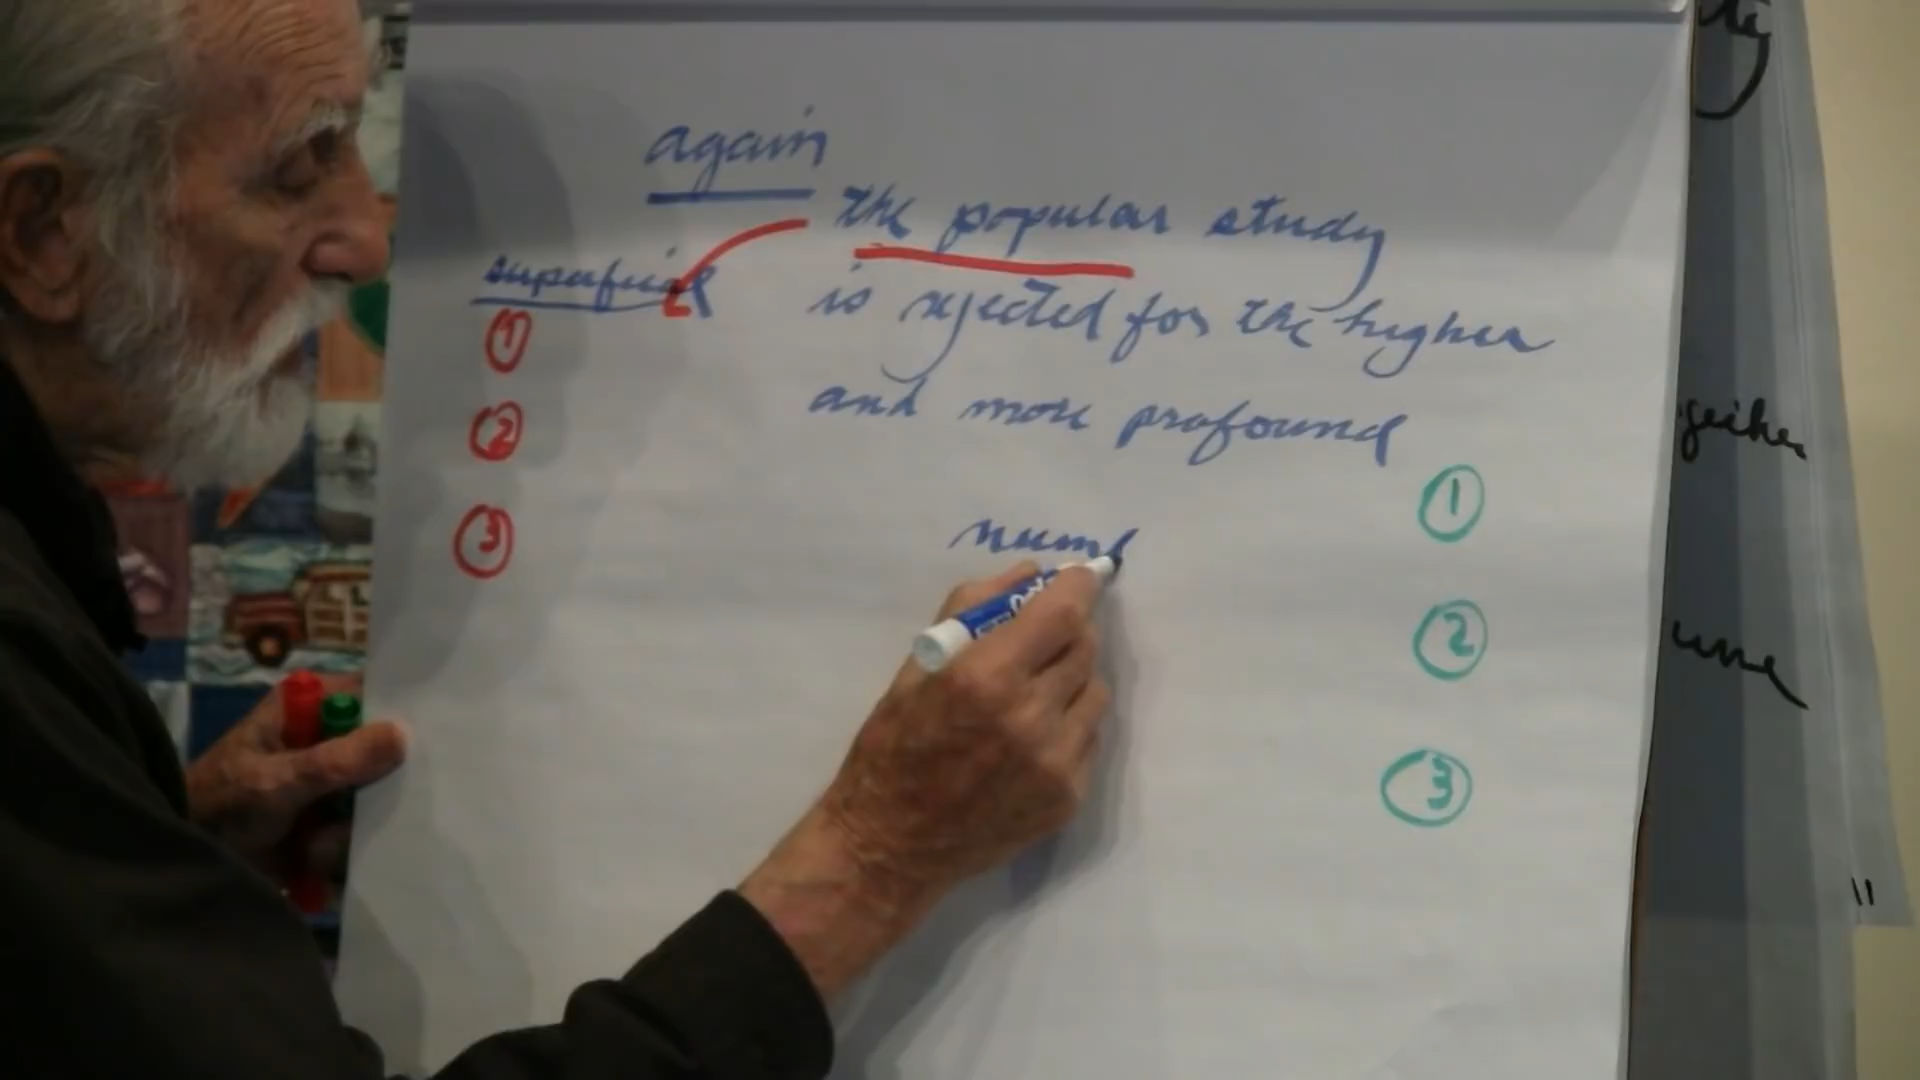 again
the popular study
superficial
is rejected for the higher
and more profound
1
2
3
numb
1
2
3